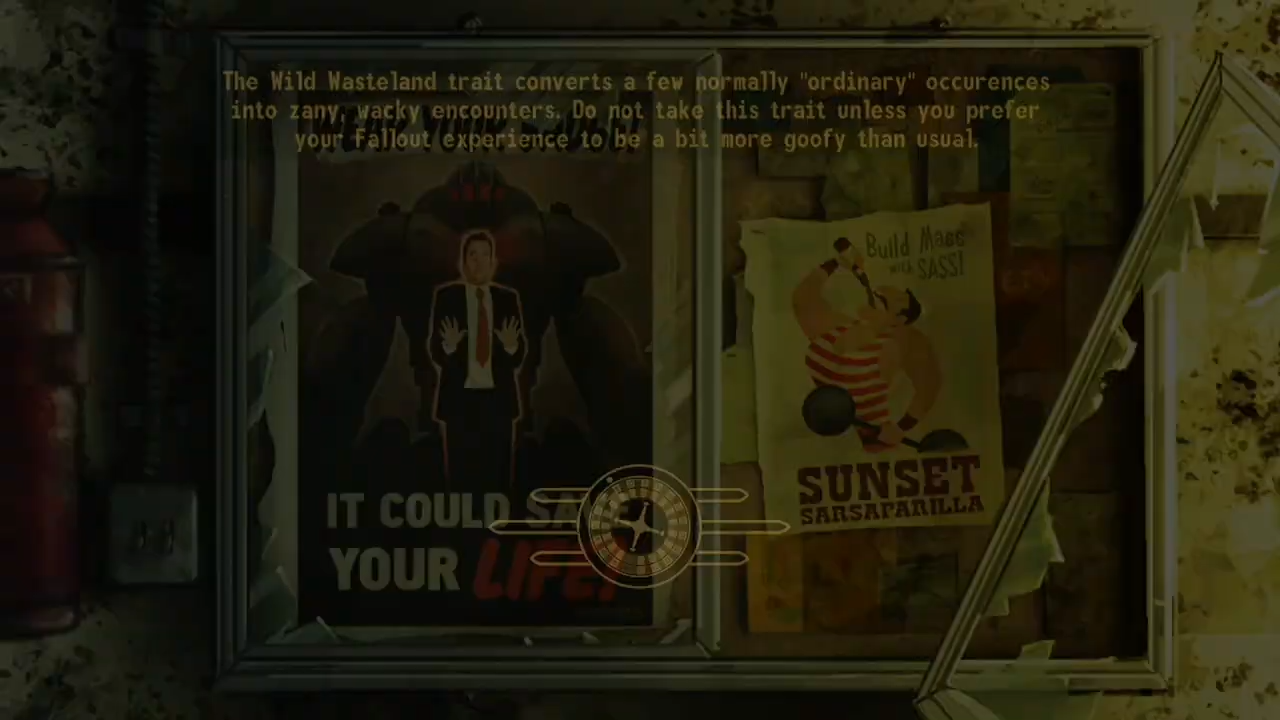 The Wild Wasteland trait converts a few normally "ordinary" occurences
into zany, wacky encounters. Do not take this trait unless you prefer
your Fallout experience to be a bit more goofy than usual.
Build Mass
with SASS!
SUNSET
SARSAPARILLA
IT COULD
YOUR LIFE!